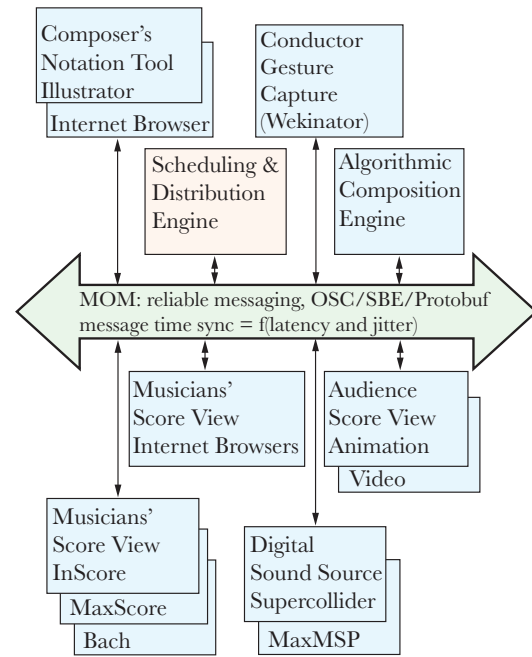 Composer’s
Notation Tool
Illustrator
Internet Browser
Conductor
Gesture
Capture
(Wekinator)
Scheduling &
Distribution
Engine
Algorithmic
Composition
Engine
MOM: reliable messaging, OSC/SBE/Protobuf
message time sync = f(latency and jitter)
Musicians’
Score View
Internet Browsers
Audience
Score View
Animation
Video
Musicians’
Score View
InScore
MaxScore
Bach
Digital
Sound Source
Supercollider
MaxMSP